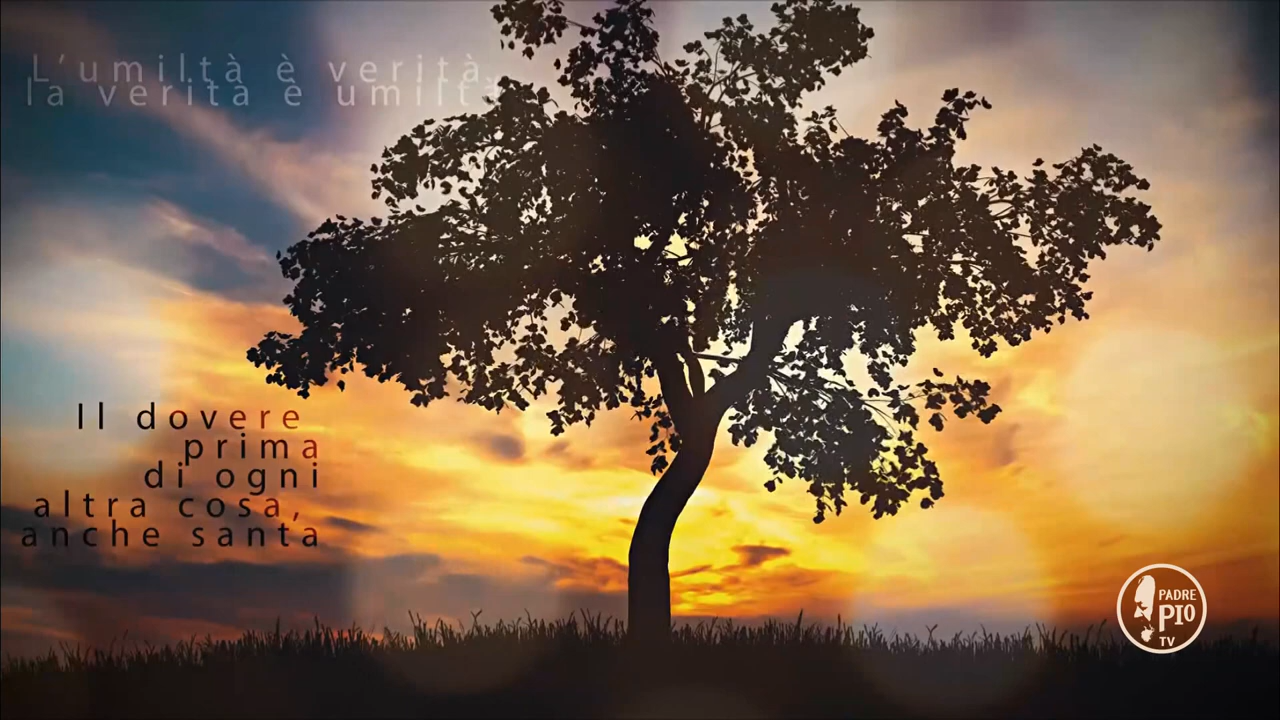 L'umiltà è verità,
la verità è umiltà
Il dovere
prima
di ogni
altra cosa,
anche santa
PADRE
PIO
TV